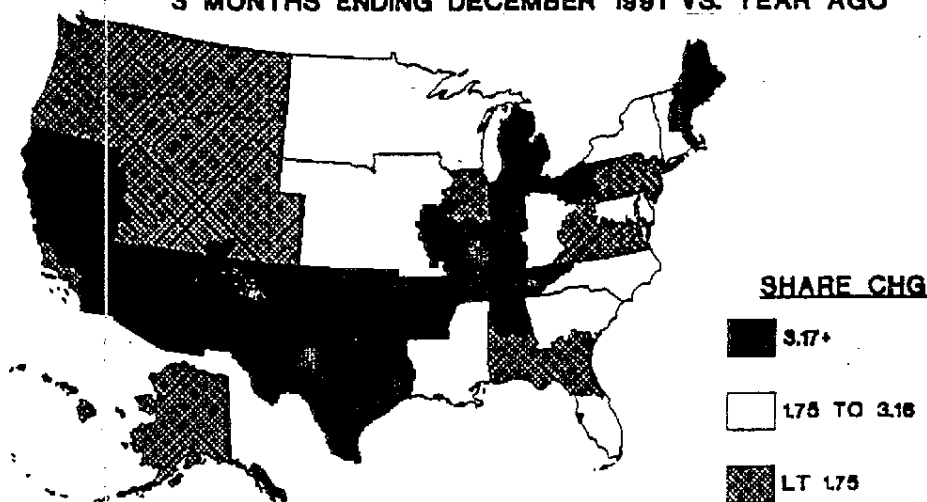 3 MONTHS ENDING DECEMBER 1991 VS. YEAR AGO
SHARE CHG
3.17+
1.75 TO 3.16
LT 1.75